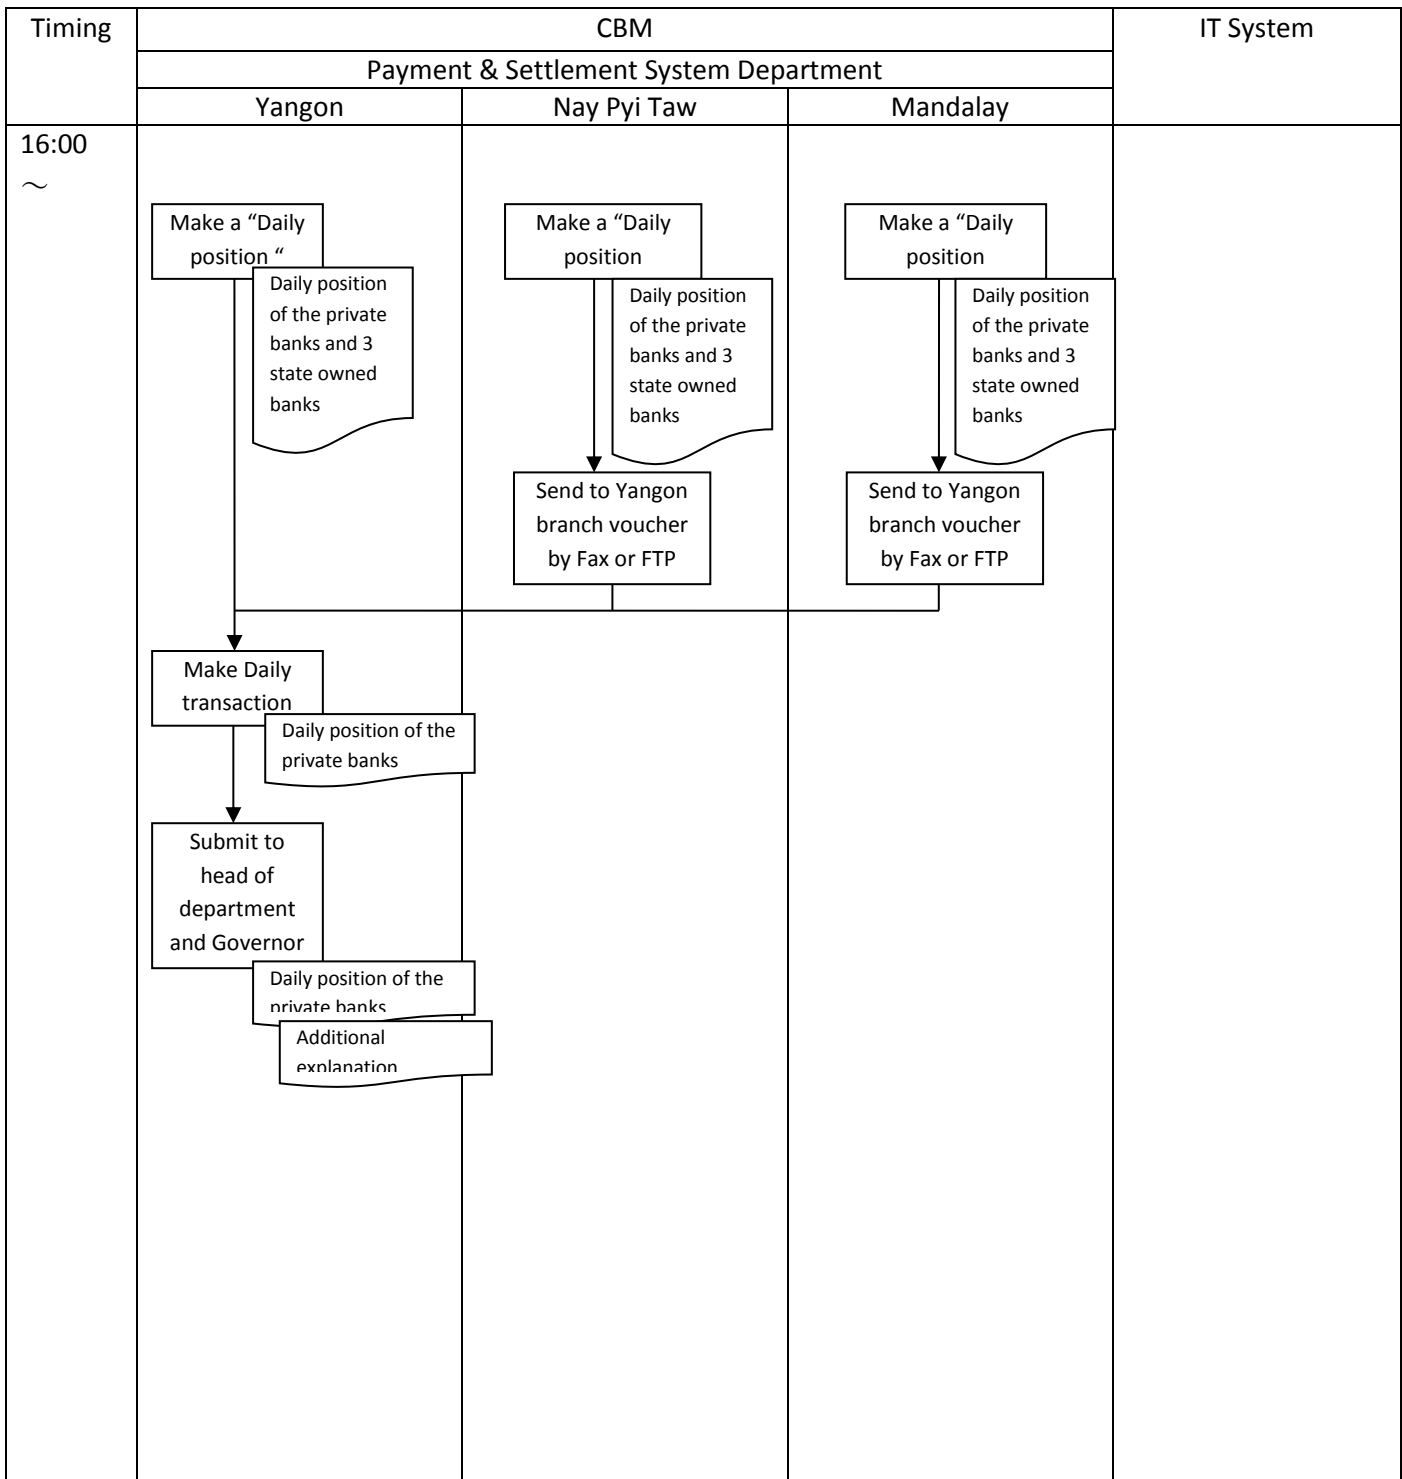 Timing
CBM
IT System
Payment & Settlement System Department
Yangon
Nay Pyi Taw
Mandalay
16:00
～
Make a “Daily
position “
Daily position
of the private
banks and 3
state owned
banks
Make a “Daily
position
Daily position
of the private
banks and 3
state owned
banks
Make a “Daily
position
Daily position
of the private
banks and 3
state owned
banks
Send to Yangon
branch voucher
by Fax or FTP
Send to Yangon
branch voucher
by Fax or FTP
Make Daily
transaction
Daily position of the
private banks
Submit to
head of
department
and Governor
Daily position of the
private banks
Additional
explanation